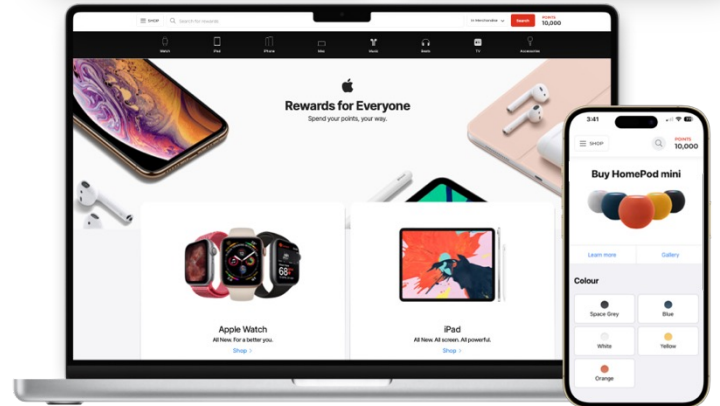 SHOP
Search for rewards
All Merchandise
Search
POINTS
10,000
Watch
iPad
iPhone
Mac
Music
Beats
TV
Accessories
Rewards for Everyone
Spend your points, your way.
Apple Watch
All New. For a better you.
Shop
iPad
All New. All screen. All powerful.
Shop
68°
3:41
SHOP
POINTS
10,000
Buy HomePod mini
Learn more
Gallery
Colour
Space Grey
Blue
White
Yellow
Orange